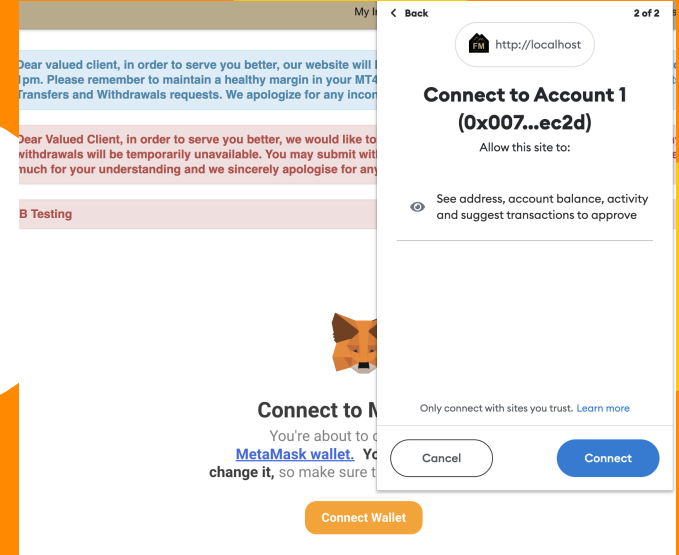 My In
Dear valued client, in order to serve you better, our website will
1pm. Please remember to maintain a healthy margin in your MT4
Transfers and Withdrawals requests. We apologize for any incon
Dear Valued Client, in order to serve you better, we would like to
withdrawals will be temporarily unavailable. You may submit wit
much for your understanding and we sincerely apologise for any
B Testing
Connect to M
You're about to c
MetaMask wallet. Yo
change it, so make sure t
Connect Wallet
Back
2 of 2
FM
http://localhost
Connect to Account 1
(0x007...ec2d)
Allow this site to:
See address, account balance, activity
and suggest transactions to approve
Only connect with sites you trust. Learn more
Cancel
Connect